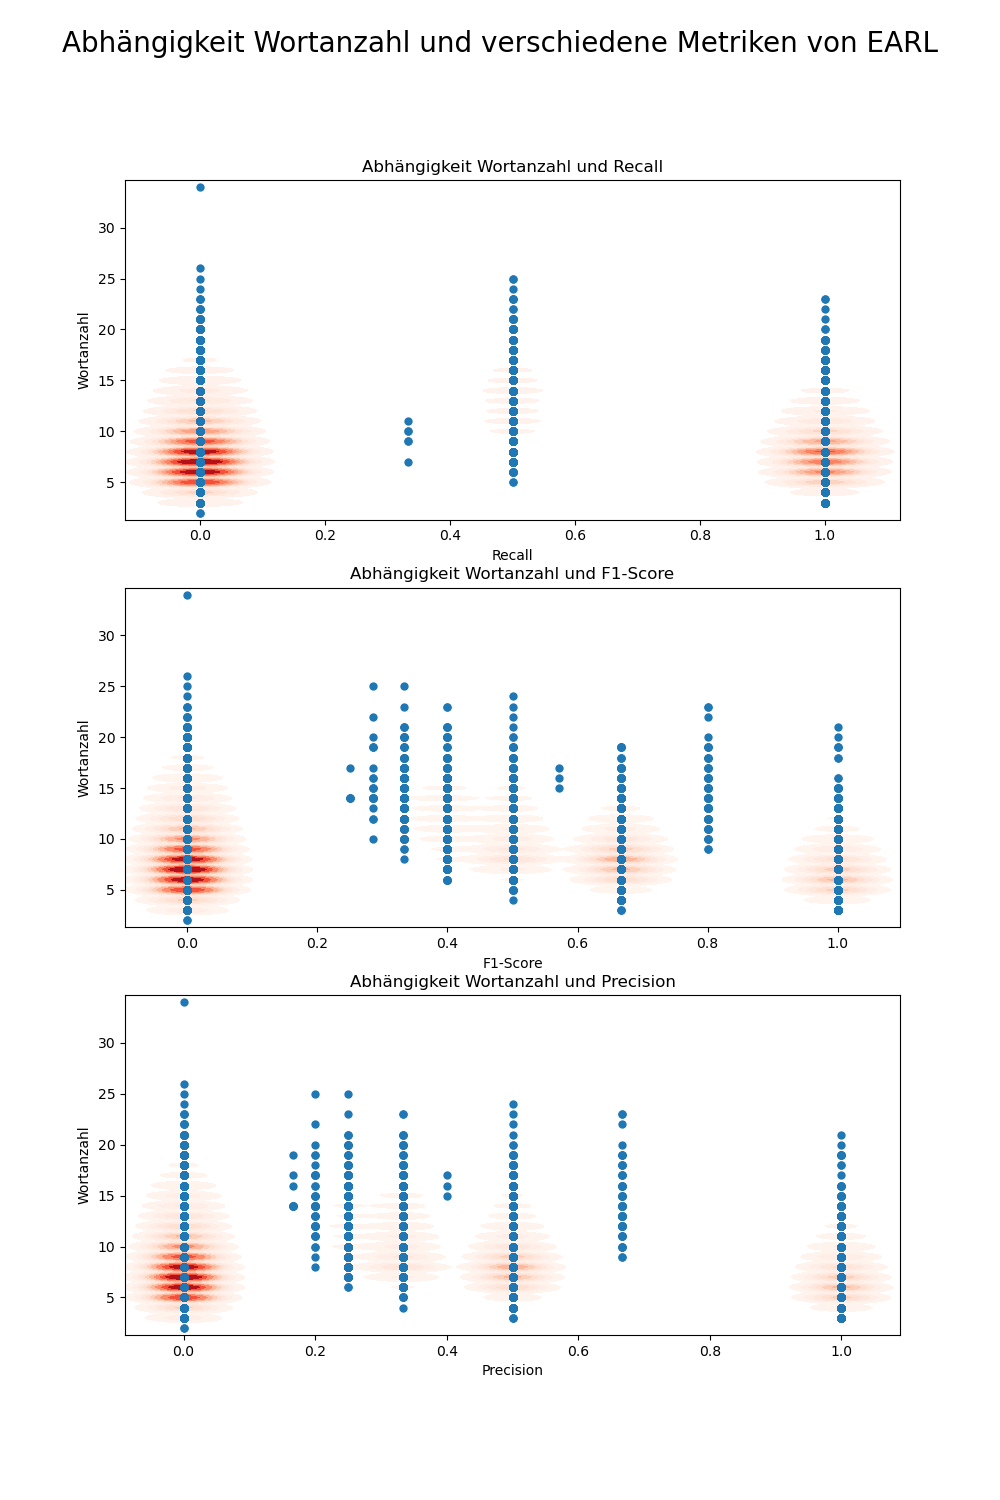 Abhängigkeit Wortanzahl und verschiedene Metriken von EARL
Abhängigkeit Wortanzahl und Recall
30
25
20
15
10
5
Wortanzahl
0.0 0.2 0.4 0.6 0.8 1.0
Recall
Abhängigkeit Wortanzahl und F1-Score
30
25
20
15
10
5
Wortanzahl
0.0 0.2 0.4 0.6 0.8 1.0
F1-Score
Abhängigkeit Wortanzahl und Precision
30
25
20
15
10
5
Wortanzahl
0.0 0.2 0.4 0.6 0.8 1.0
Precision